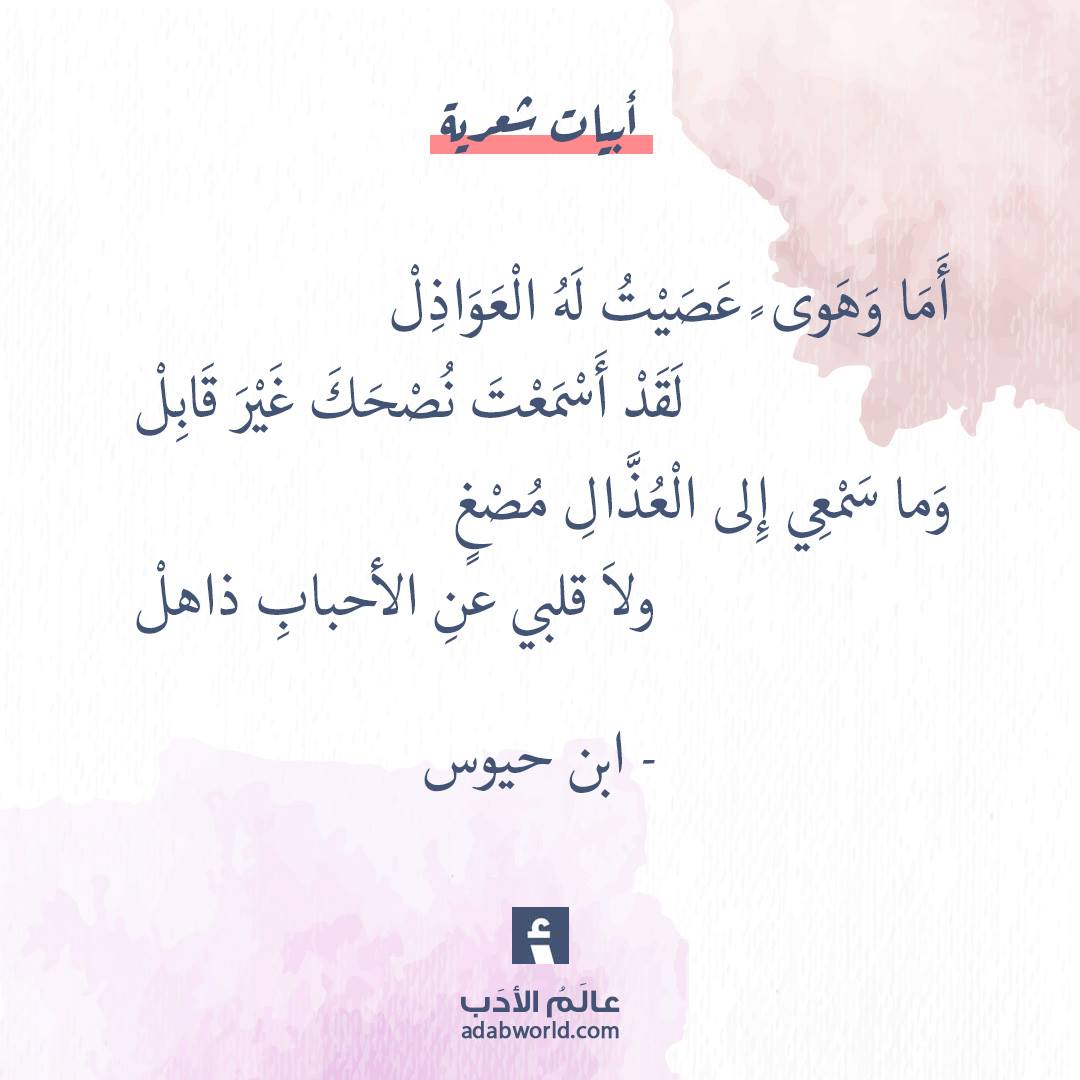 أبيات شعرية
أَمَا وَهَوى ٍ عَصَيْتُ لَهُ الْعَوَاذِلْ
لَقَدْ أَسْمَعْتَ نُصْحَكَ غَيْرَ قَابِلْ
وَما سَمْعِي إِلى الْعُذَّالِ مُصْغٍ
ولاَ قلبي عنِ الأحبابِ ذاهلْ
- ابن حيوس
أ
عالَمُ الأدَب
adabworld.com